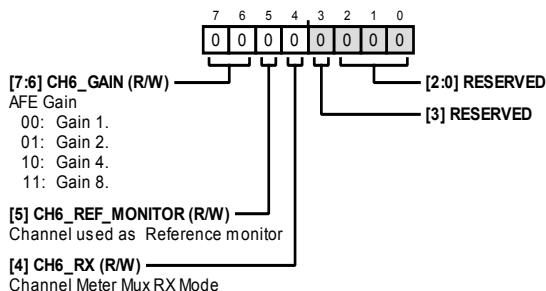 7 6 5 4 3 2 1 0
0 0 0 0 0 0 0 0
[7:6] CH6_GAIN (R/W)
AFE Gain
00: Gain 1.
01: Gain 2.
10: Gain 4.
11: Gain 8.
[5] CH6_REF_MONITOR (R/W)
Channel used as Reference monitor
[4] CH6_RX (R/W)
Channel Meter Mux RX Mode
[2:0] RESERVED
[3] RESERVED